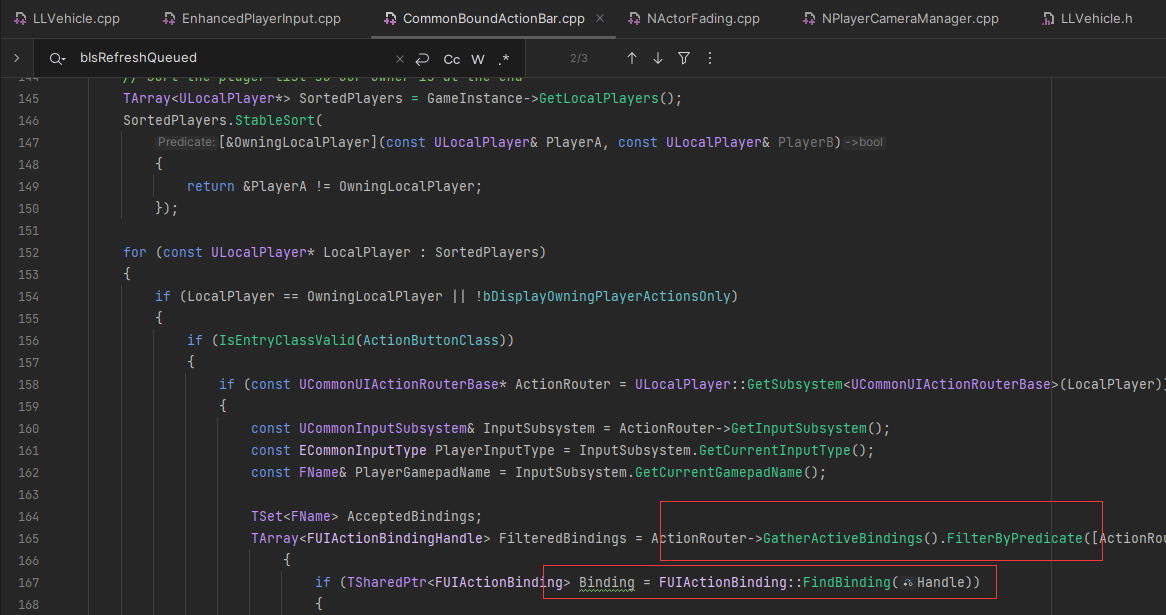 LLVehicle.cpp EnhancedPlayerInput.cpp CommonBoundActionBar.cpp × NActorFading.cpp NPlayerCameraManager.cpp LLVehicle.h
bIsRefreshQueued × Cc W .* 2/3
144 // Sort the player list so our owner is at the end
145 TArray<ULocalPlayer*> SortedPlayers = GameInstance->GetLocalPlayers();
146 SortedPlayers.StableSort(
147 Predicate: [&OwningLocalPlayer](const ULocalPlayer& PlayerA, const ULocalPlayer& PlayerB) ->bool
148 {
149 return &PlayerA != OwningLocalPlayer;
150 });
151
152 for (const ULocalPlayer* LocalPlayer : SortedPlayers)
153 {
154 if (LocalPlayer == OwningLocalPlayer || !bDisplayOwningPlayerActionsOnly)
155 {
156 if (IsEntryClassValid(ActionButtonClass))
157 {
158 if (const UCommonUIActionRouterBase* ActionRouter = ULocalPlayer::GetSubsystem<UCommonUIActionRouterBase>(LocalPlayer))
159 {
160 const UCommonInputSubsystem& InputSubsystem = ActionRouter->GetInputSubsystem();
161 const ECommonInputType PlayerInputType = InputSubsystem.GetCurrentInputType();
162 const FName& PlayerGamepadName = InputSubsystem.GetCurrentGamepadName();
163
164 TSet<FName> AcceptedBindings;
165 TArray<FUIActionBindingHandle> FilteredBindings = ActionRouter->GatherActiveBindings().FilterByPredicate([ActionRou
166 {
167 if (TSharedPtr<FUIActionBinding> Binding = FUIActionBinding::FindBinding(Handle))
168 {